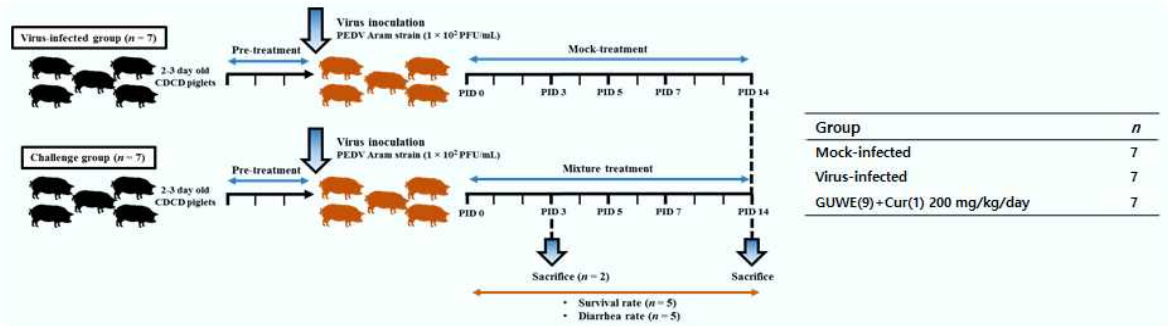 Virus-infected group (n = 7)
2-3 day old
CDCD piglets
Pre-treatment
Virus inoculation
PEDV Aram strain (1 × 10² PFU/mL)
Mock-treatment
PID 0
PID 3
PID 5
PID 7
PID 14
Challenge group (n = 7)
2-3 day old
CDCD piglets
Pre-treatment
Virus inoculation
PEDV Aram strain (1 × 10² PFU/mL)
Mixture treatment
PID 0
PID 3
PID 5
PID 7
PID 14
Sacrifice (n = 2)
Sacrifice
• Survival rate (n = 5)
• Diarrhea rate (n = 5)
Group n
Mock-infected 7
Virus-infected 7
GUWE(9)+Cur(1) 200 mg/kg/day 7